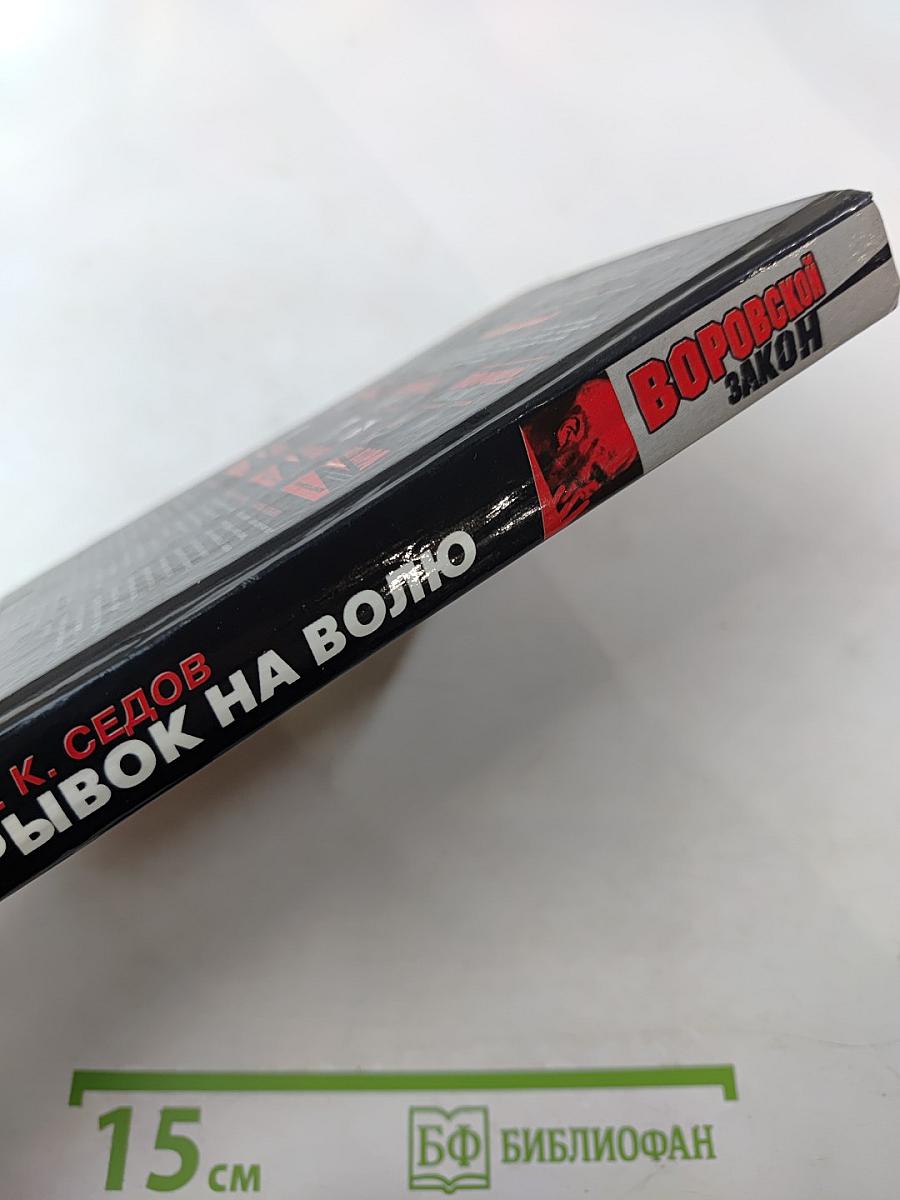 ВОРОВСКОЙ
ЗАКОН
. К. СЕДОВ
РЫВОК НА ВОЛЮ
15 см
БФ БИБЛИОФАН